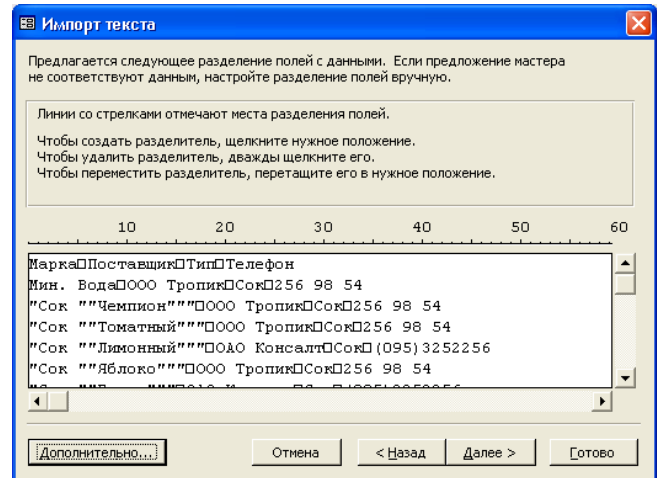 Импорт текста
Предлагается следующее разделение полей с данными. Если предложение мастера
не соответствуют данным, настройте разделение полей вручную.
Линии со стрелками отмечают места разделения полей.
Чтобы создать разделитель, щелкните нужное положение.
Чтобы удалить разделитель, дважды щелкните его.
Чтобы переместить разделитель, перетащите его в нужное положение.
10 20 30 40 50 60
Марка□Поставщик□Тип□Телефон
Мин. Вода□ООО Тропик□Сок□256 98 54
"Сок ""Чемпион"""□ООО Тропик□Сок□256 98 54
"Сок ""Томатный"""□ООО Тропик□Сок□256 98 54
"Сок ""Лимонный"""□ОАО Консалт□Сок□(095)3252256
"Сок ""Яблоко"""□ООО Тропик□Сок□256 98 54
Дополнительно... Отмена < Назад Далее > Готово